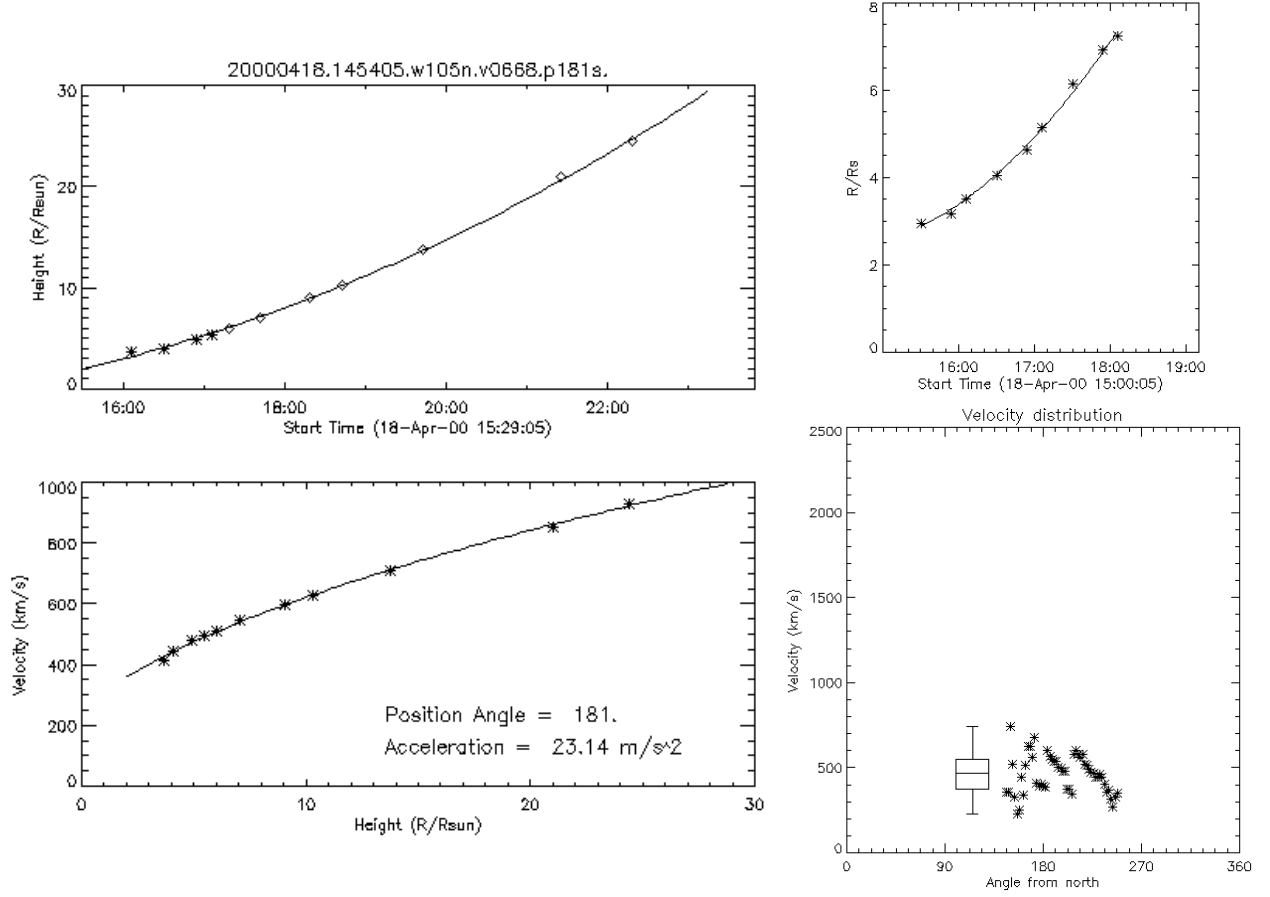 20000418.145405.w105n.v0668.p181s.
30
20
10
0
Height (R/Rsun)
16:00 18:00 20:00 22:00
Start Time (18-Apr-00 15:29:05)
1000
800
600
400
200
0
Velocity (km/s)
Position Angle = 181.
Acceleration = 23.14 m/s^2
0 10 20 30
Height (R/Rsun)
8
6
4
2
0
R/Rs
16:00 17:00 18:00 19:00
Start Time (18-Apr-00 15:00:05)
Velocity distribution
2500
2000
1500
1000
500
0
Velocity (km/s)
0 90 180 270 360
Angle from north